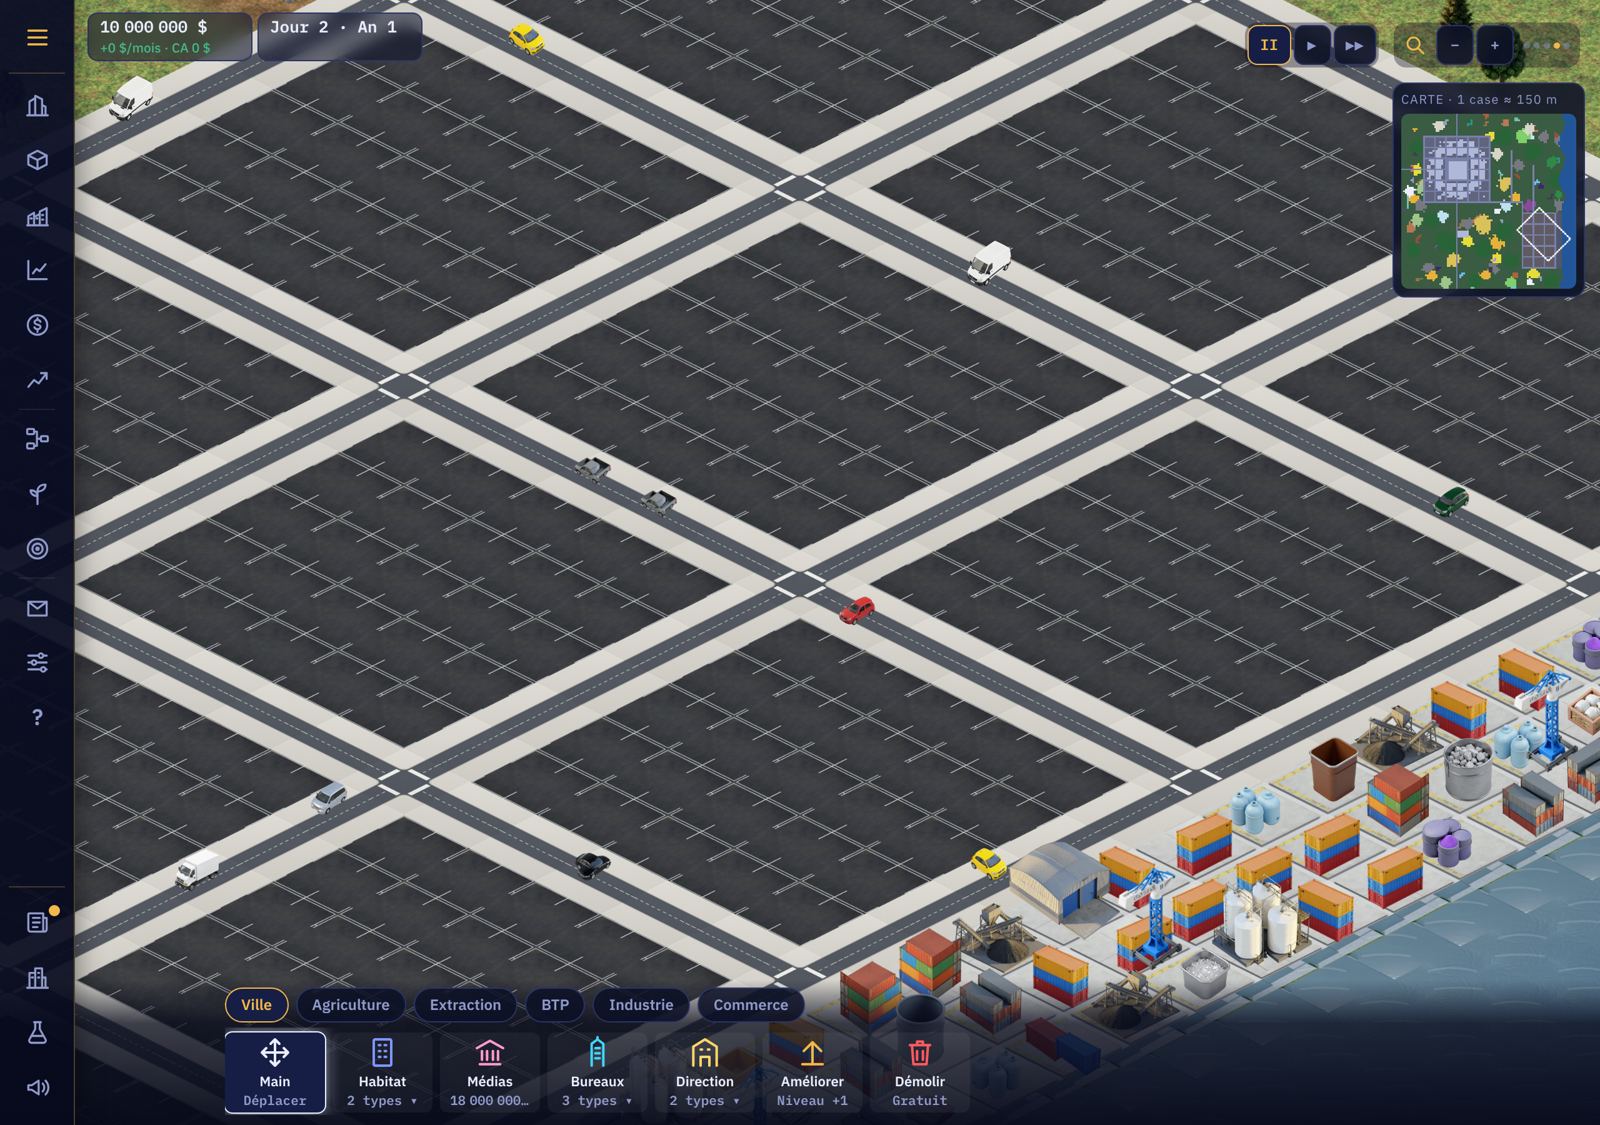 10 000 000 $
+0 $/mois · CA 0 $
Jour 2 · An 1
CARTE · 1 case ≈ 150 m
Ville
Agriculture
Extraction
BTP
Industrie
Commerce
Main
Déplacer
Habitat
2 types ▾
Médias
18 000 000…
Bureaux
3 types ▾
Direction
2 types ▾
Améliorer
Niveau +1
Démolir
Gratuit